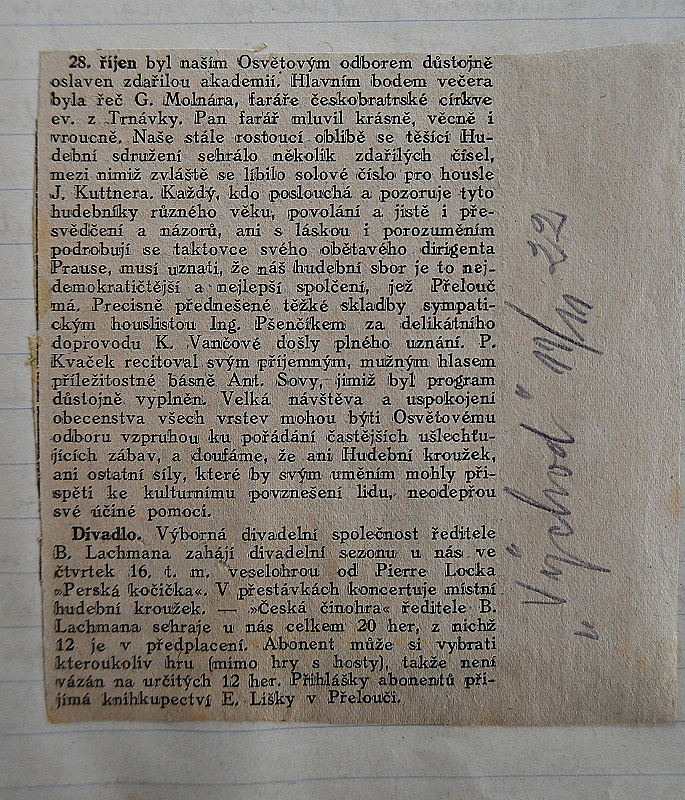 28. říjen byl naším Osvětovým odborem důstojně
oslaven zdařilou akademií. Hlavním bodem večera
byla řeč G. Molnára, faráře českobratrské církve
ev. z Trnávky. Pan farář mluvil krásně, věcně i
vroucně. Naše stále rostoucí oblibě se těšící Hu-
dební sdružení sehrálo několik zdařilých čísel,
mezi nimiž zvláště se líbilo solové číslo pro housle
J. Kuttnera. Každý, kdo poslouchá a pozoruje tyto
hudebníky různého věku, povolání a jistě i pře-
svědčení a názorů, ani s láskou i porozuměním
podrobují se taktovce svého obětavého dirigenta
Prause, musí uznati, že náš hudební sbor je to nej-
demokratičtější a nejlepší spolčení, jež Přelouč
má. Precisně přednešené těžké skladby sympati-
ckým houslistou Ing. Pšenčíkem za delikátního
doprovodu K. Vančové došly plného uznání. P.
Kvaček recitoval svým příjemným, mužným hlasem
příležitostné básně Ant. Sovy, jimiž byl program
důstojně vyplněn. Velká návštěva a uspokojení
obecenstva všech vrstev mohou býti Osvětovému
odboru vzpruhou ku pořádání častějších ušlechtu-
jících zábav, a doufáme, že ani Hudební kroužek,
ani ostatní síly, které by svým uměním mohly při-
spěti ke kulturnímu povznešení lidu, neodepřou
své účiné pomoci.
Divadlo. Výborná divadelní společnost ředitele
B. Lachmana zahájí divadelní sezonu u nás ve
čtvrtek 16. t. m. veselohrou od Pierre Locka
»Perská kočička«. V přestávkách koncertuje místní
hudební kroužek. — »Česká činohra« ředitele B.
Lachmana sehraje u nás celkem 20 her, z nichž
12 je v předplacení. Abonent může si vybrati
kteroukoliv hru (mimo hry s hosty), takže není
vázán na určitých 12 her. Přihlášky abonentů při-
jímá knihkupectví E. Lišky v Přelouči.
„Východ" 11/11 22